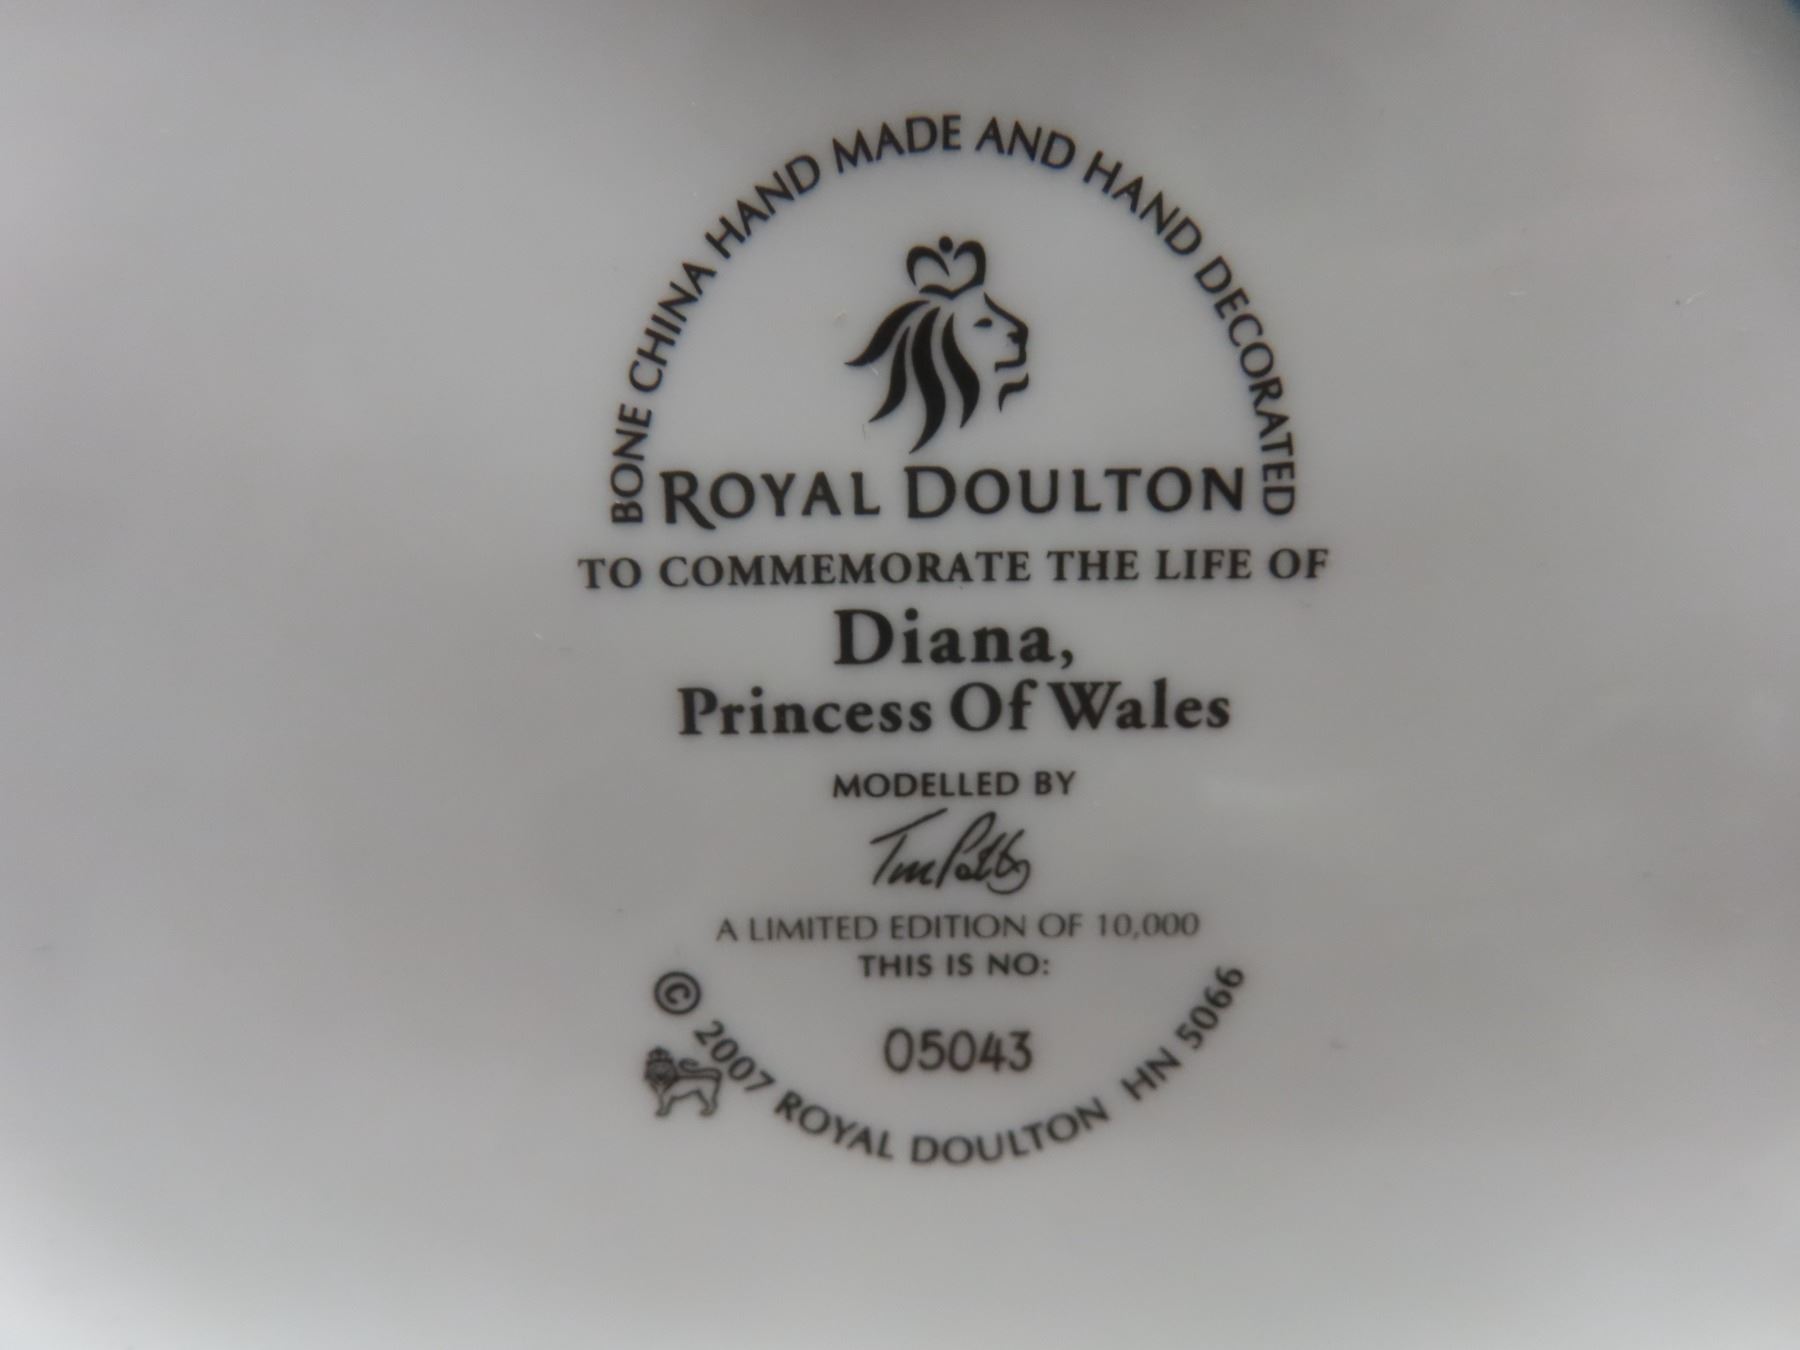 BONE CHINA HAND MADE AND HAND DECORATED
ROYAL DOULTON
TO COMMEMORATE THE LIFE OF
Diana,
Princess Of Wales
MODELLED BY
A LIMITED EDITION OF 10,000
THIS IS NO:
05043
© 2007 ROYAL DOULTON HN 5066